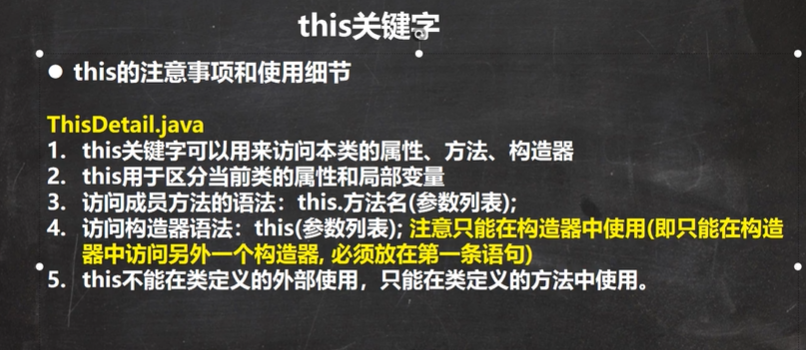 this关键字
● this的注意事项和使用细节
ThisDetail.java
1. this关键字可以用来访问本类的属性、方法、构造器
2. this用于区分当前类的属性和局部变量
3. 访问成员方法的语法：this.方法名(参数列表);
4. 访问构造器语法：this(参数列表); 注意只能在构造器中使用(即只能在构造
器中访问另外一个构造器, 必须放在第一条语句)
5. this不能在类定义的外部使用，只能在类定义的方法中使用。